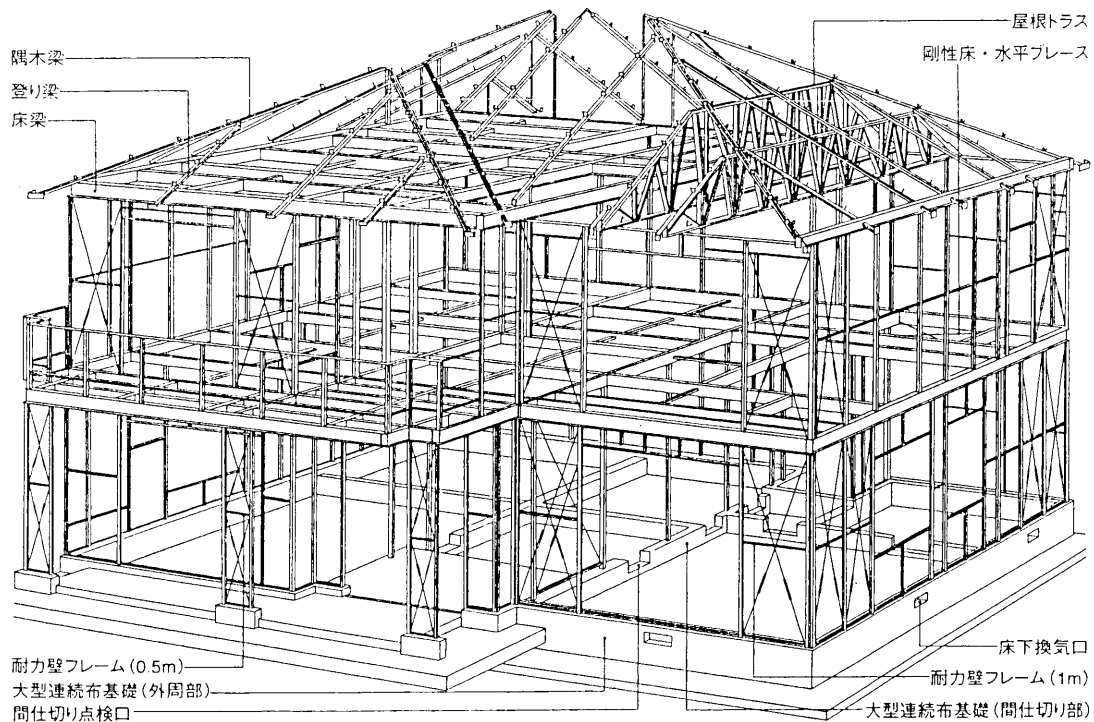 屋根トラス
剛性床・水平ブレース
隅木梁
登り梁
床梁
耐力壁フレーム(0.5m)
大型連続布基礎(外周部)
間仕切り点検口
床下換気口
耐力壁フレーム(1m)
大型連続布基礎(間仕切り部)